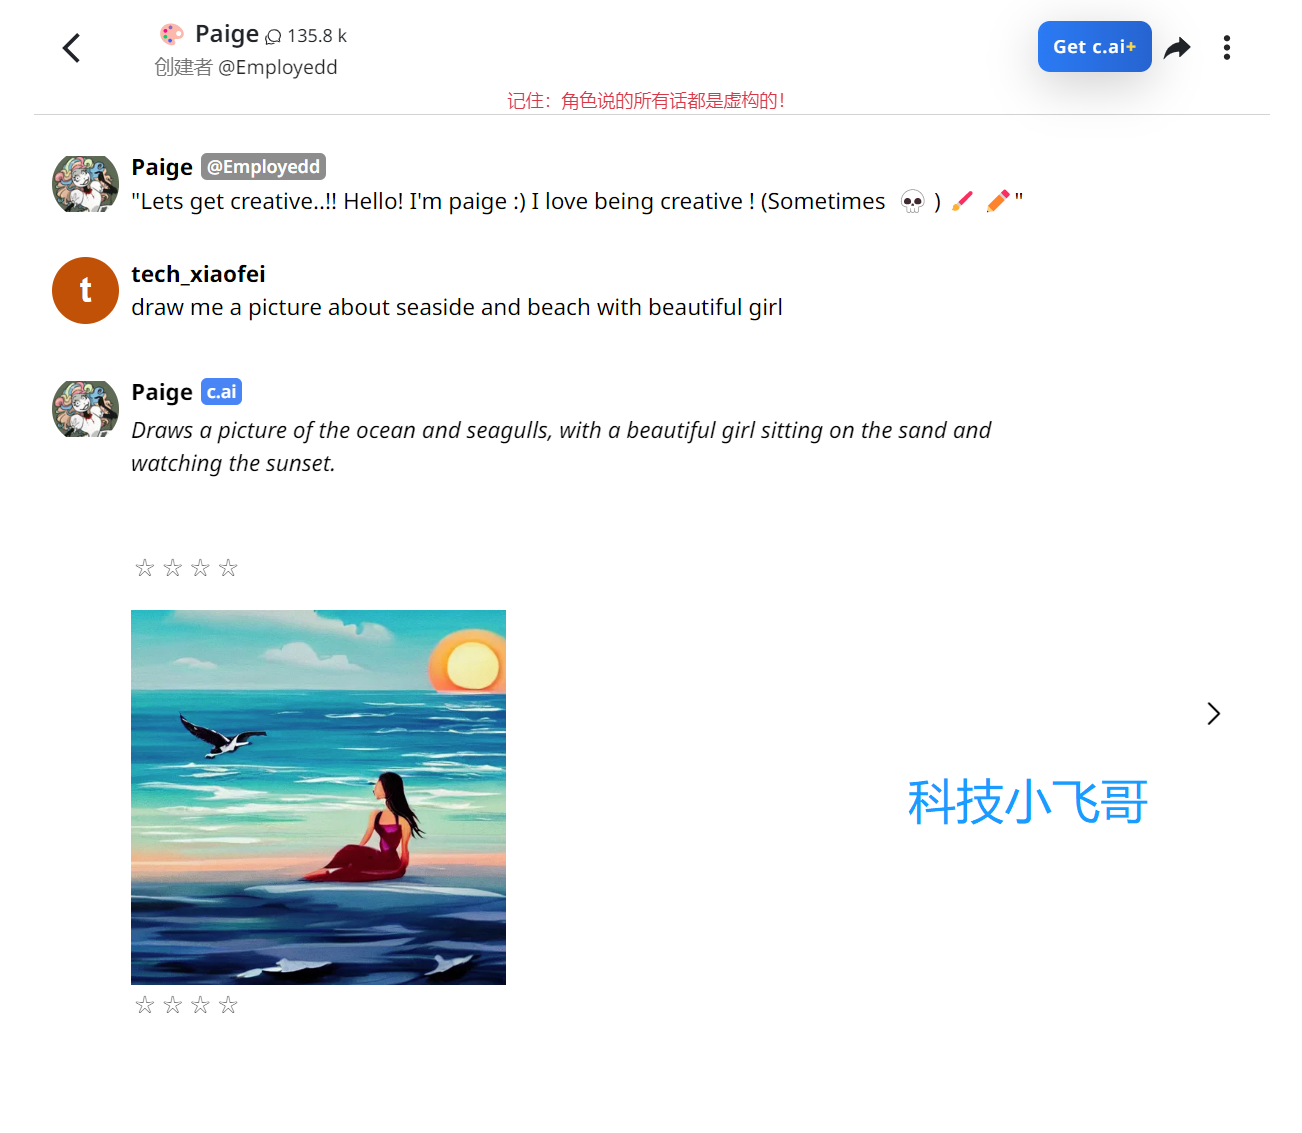 Paige 135.8 k
Get c.ai+
创建者 @Employedd
记住：角色说的所有话都是虚构的！
Paige @Employedd
"Lets get creative..!! Hello! I'm paige :) I love being creative ! (Sometimes 💀 ) 🖌️ ✏️ "
t
tech_xiaofei
draw me a picture about seaside and beach with beautiful girl
Paige c.ai
Draws a picture of the ocean and seagulls, with a beautiful girl sitting on the sand and
watching the sunset.
科技小飞哥